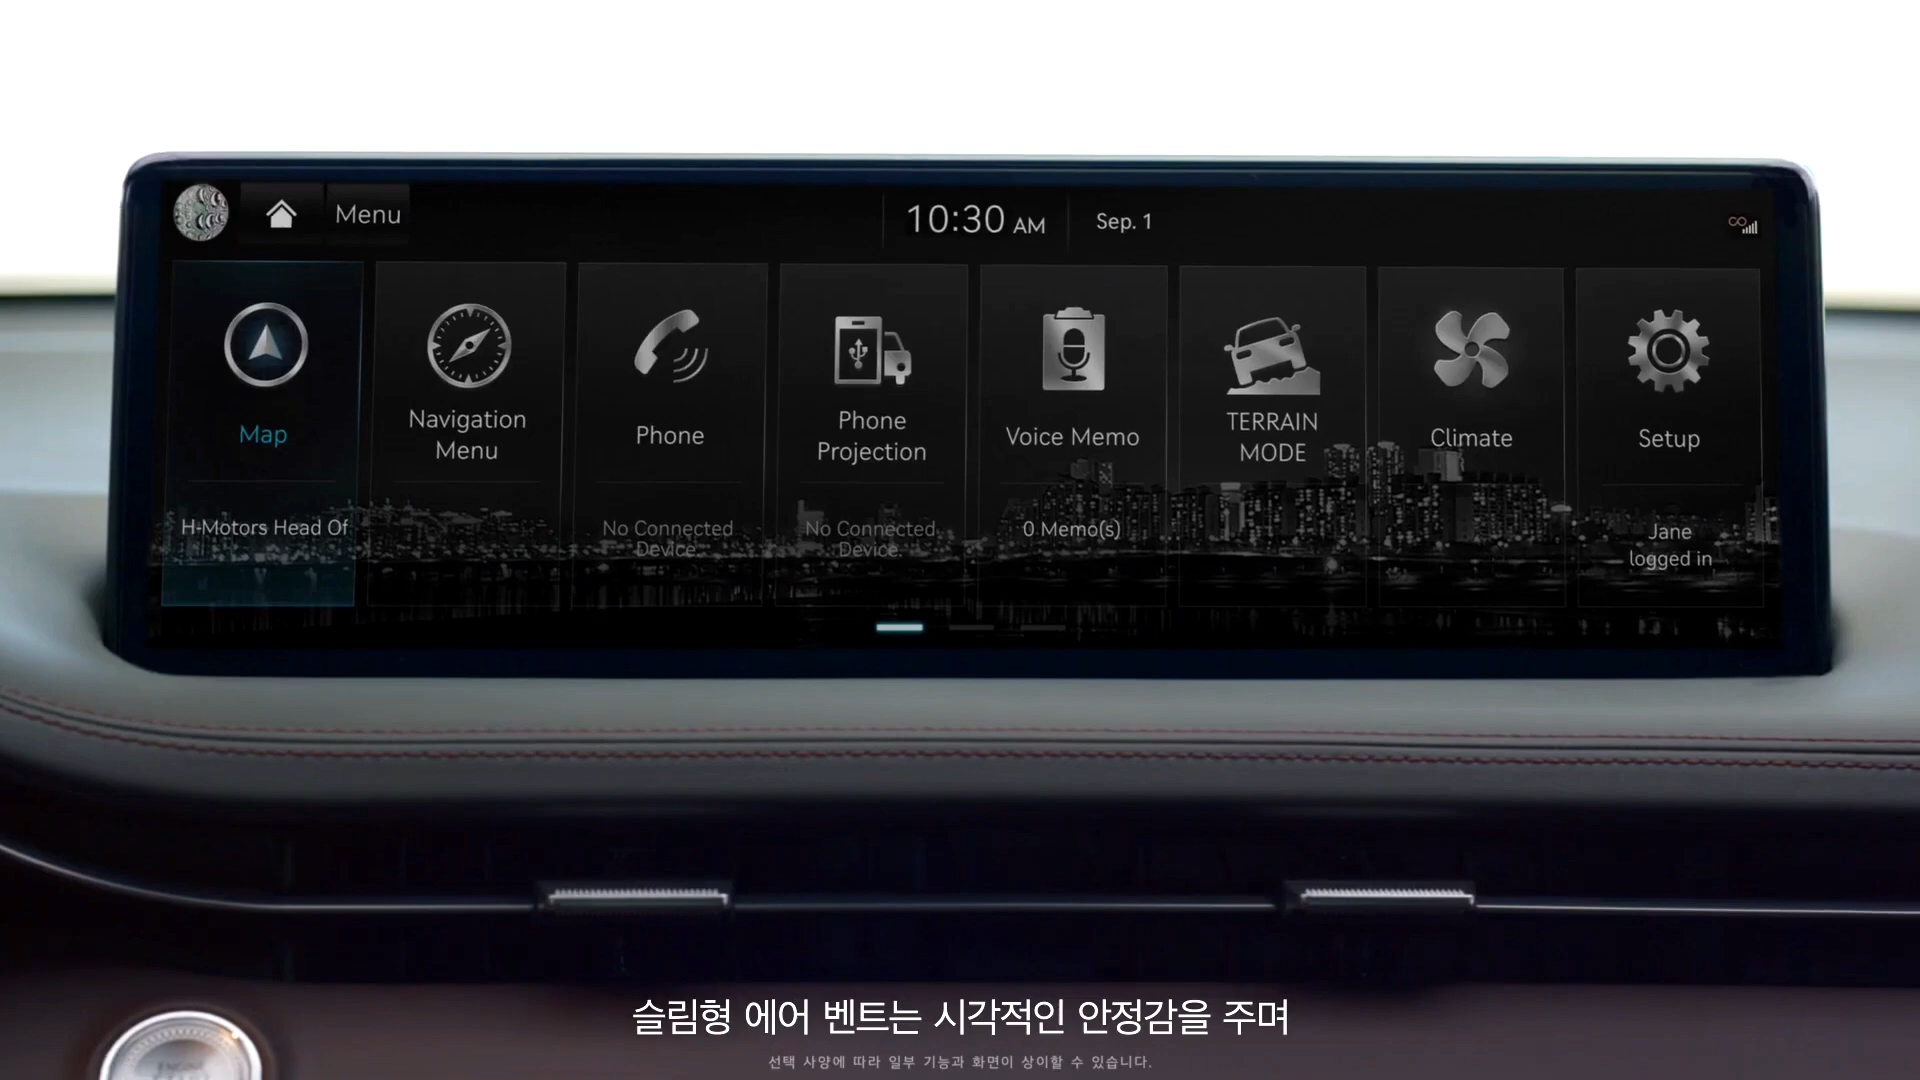 Menu
10:30 AM
Sep. 1
Map
Navigation
Menu
Phone
Phone
Projection
Voice Memo
TERRAIN
MODE
Climate
Setup
H-Motors Head Of
No Connected
Device.
No Connected
Device.
0 Memo(s)
Jane
logged in
슬림형 에어 벤트는 시각적인 안정감을 주며
선택 사양에 따라 일부 기능과 화면이 상이할 수 있습니다.